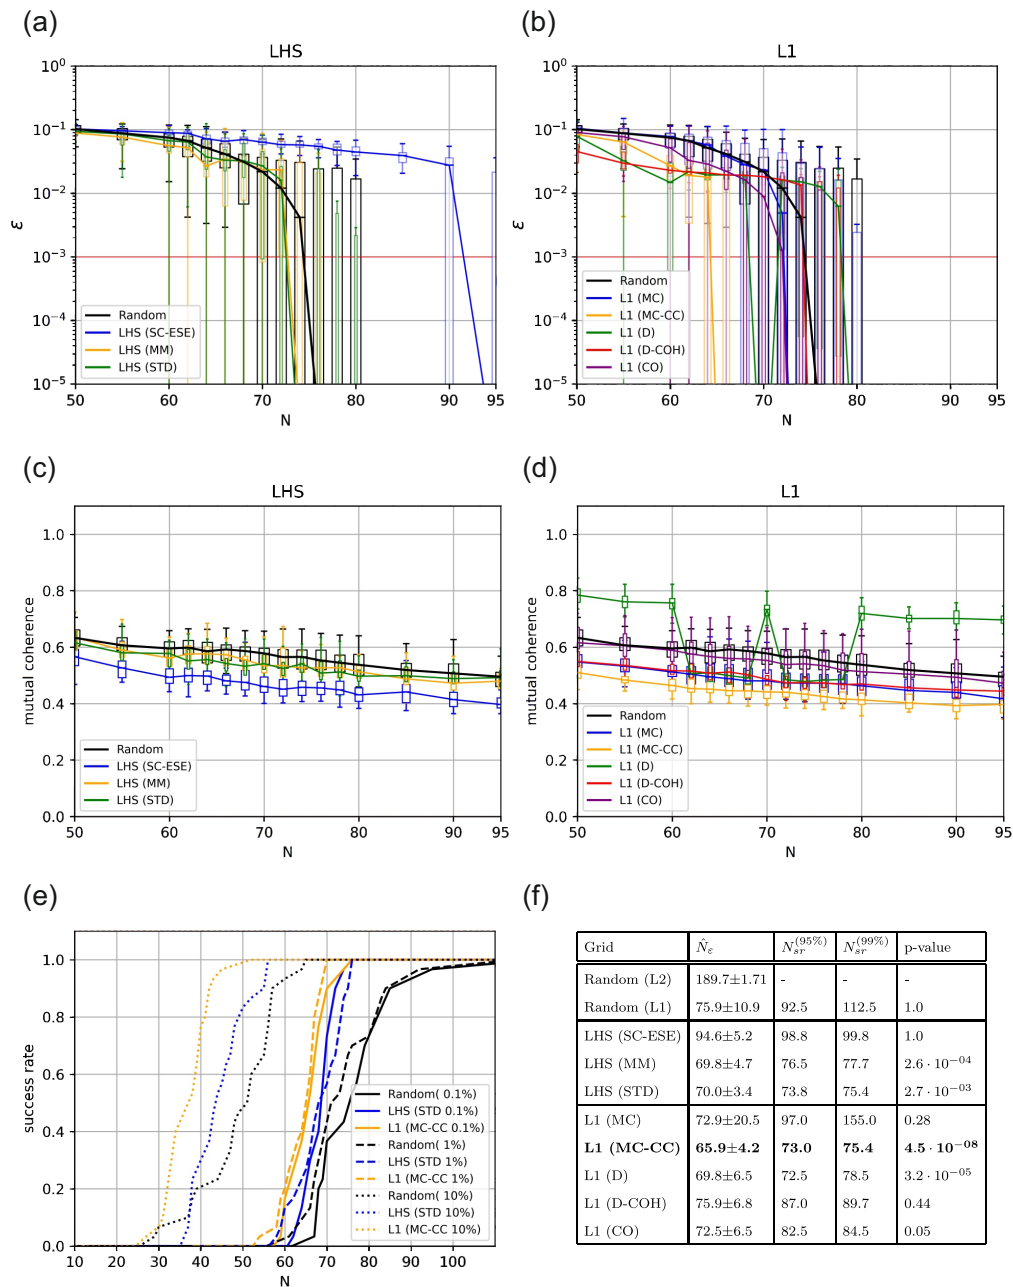 (a)
LHS
10⁰
10⁻¹
10⁻²
10⁻³
10⁻⁴
10⁻⁵
ε
Random
LHS (SC-ESE)
LHS (MM)
LHS (STD)
50 60 70 80 90 95
N
(b)
L1
10⁰
10⁻¹
10⁻²
10⁻³
10⁻⁴
10⁻⁵
ε
Random
L1 (MC)
L1 (MC-CC)
L1 (D)
L1 (D-COH)
L1 (CO)
50 60 70 80 90 95
N
(c)
LHS
1.0
0.8
0.6
0.4
0.2
0.0
mutual coherence
Random
LHS (SC-ESE)
LHS (MM)
LHS (STD)
50 60 70 80 90 95
N
(d)
L1
1.0
0.8
0.6
0.4
0.2
0.0
mutual coherence
Random
L1 (MC)
L1 (MC-CC)
L1 (D)
L1 (D-COH)
L1 (CO)
50 60 70 80 90 95
N
(e)
1.0
0.8
0.6
0.4
0.2
0.0
success rate
Random( 0.1%)
LHS (STD 0.1%)
L1 (MC-CC 0.1%)
Random( 1%)
LHS (STD 1%)
L1 (MC-CC 1%)
Random( 10%)
LHS (STD 10%)
L1 (MC-CC 10%)
10 20 30 40 50 60 70 80 90 100
N
(f)
Grid N̂ε Nsr(95%) Nsr(99%) p-value
Random (L2) 189.7±1.71 - - -
Random (L1) 75.9±10.9 92.5 112.5 1.0
LHS (SC-ESE) 94.6±5.2 98.8 99.8 1.0
LHS (MM) 69.8±4.7 76.5 77.7 2.6 · 10⁻⁰⁴
LHS (STD) 70.0±3.4 73.8 75.4 2.7 · 10⁻⁰³
L1 (MC) 72.9±20.5 97.0 155.0 0.28
L1 (MC-CC) 65.9±4.2 73.0 75.4 4.5 · 10⁻⁰⁸
L1 (D) 69.8±6.5 72.5 78.5 3.2 · 10⁻⁰⁵
L1 (D-COH) 75.9±6.8 87.0 89.7 0.44
L1 (CO) 72.5±6.5 82.5 84.5 0.05